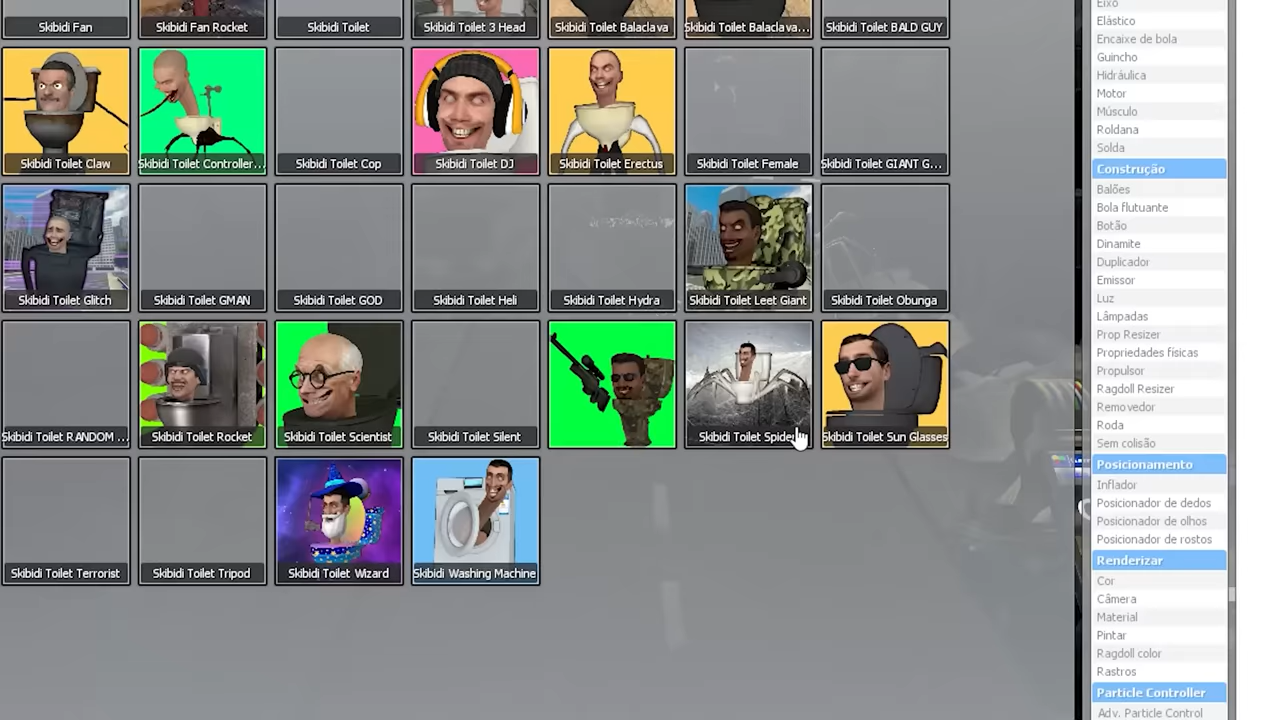 Skibidi Fan
Skibidi Fan Rocket
Skibidi Toilet
Skibidi Toilet 3 Head
Skibidi Toilet Balaclava
Skibidi Toilet Balaclava...
Skibidi Toilet BALD GUY
Skibidi Toilet Claw
Skibidi Toilet Controller...
Skibidi Toilet Cop
Skibidi Toilet DJ
Skibidi Toilet Erectus
Skibidi Toilet Female
Skibidi Toilet GIANT G...
Skibidi Toilet Glitch
Skibidi Toilet GMAN
Skibidi Toilet GOD
Skibidi Toilet Heli
Skibidi Toilet Hydra
Skibidi Toilet Leet Giant
Skibidi Toilet Obunga
Skibidi Toilet RANDOM ...
Skibidi Toilet Rocket
Skibidi Toilet Scientist
Skibidi Toilet Silent
Skibidi Toilet Spider
Skibidi Toilet Sun Glasses
Skibidi Toilet Terrorist
Skibidi Toilet Tripod
Skibidi Toilet Wizard
Skibidi Washing Machine
Eixo
Elástico
Encaixe de bola
Guincho
Hidráulica
Motor
Músculo
Roldana
Solda
Construção
Balões
Bola flutuante
Botão
Dinamite
Duplicador
Emissor
Luz
Lâmpadas
Prop Resizer
Propriedades físicas
Propulsor
Ragdoll Resizer
Removedor
Roda
Sem colisão
Posicionamento
Inflador
Posicionador de dedos
Posicionador de olhos
Posicionador de rostos
Renderizar
Cor
Câmera
Material
Pintar
Ragdoll color
Rastros
Particle Controller
Adv. Particle Control